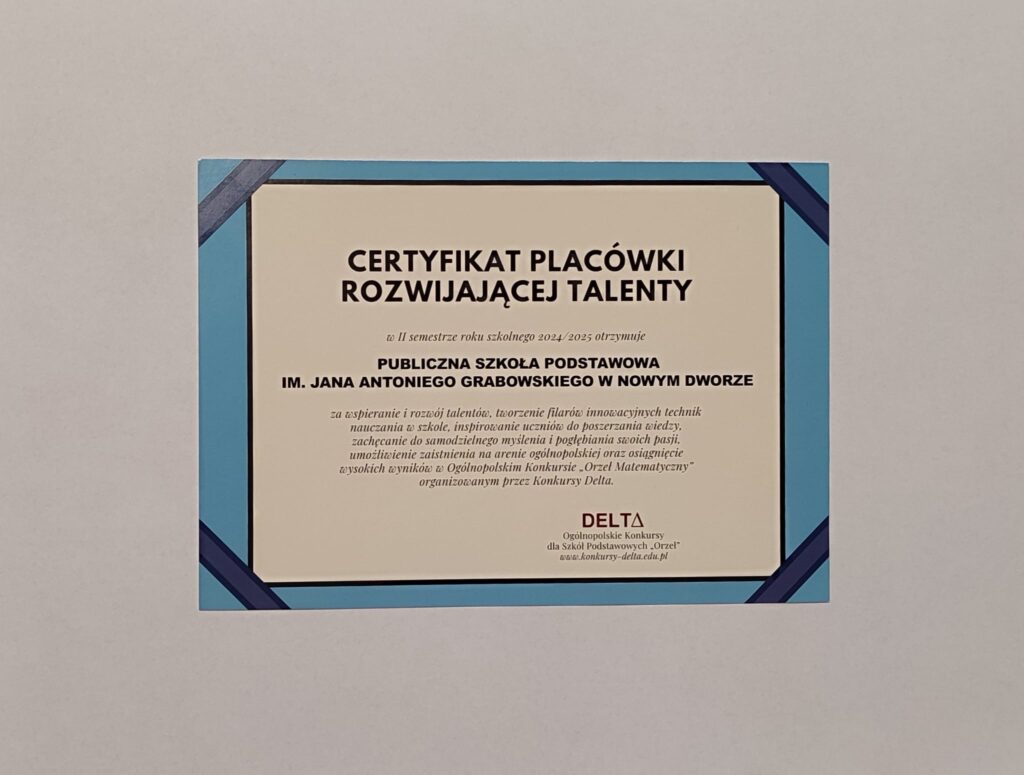 CERTYFIKAT PLACÓWKI
ROZWIJAJĄCEJ TALENTY
w II semestrze roku szkolnego 2024/2025 otrzymuje
PUBLICZNA SZKOŁA PODSTAWOWA
IM. JANA ANTONIEGO GRABOWSKIEGO W NOWYM DWORZE
za wspieranie i rozwój talentów, tworzenie filarów innowacyjnych technik
nauczania w szkole, inspirowanie uczniów do poszerzania wiedzy,
zachęcanie do samodzielnego myślenia i pogłębiania swoich pasji,
umożliwienie zaistnienia na arenie ogólnopolskiej oraz osiągnięcie
wysokich wyników w Ogólnopolskim Konkursie „Orzeł Matematyczny”
organizowanym przez Konkursy Delta.
DELT∆
Ogólnopolskie Konkursy
dla Szkół Podstawowych „Orzeł”
www.konkursy-delta.edu.pl